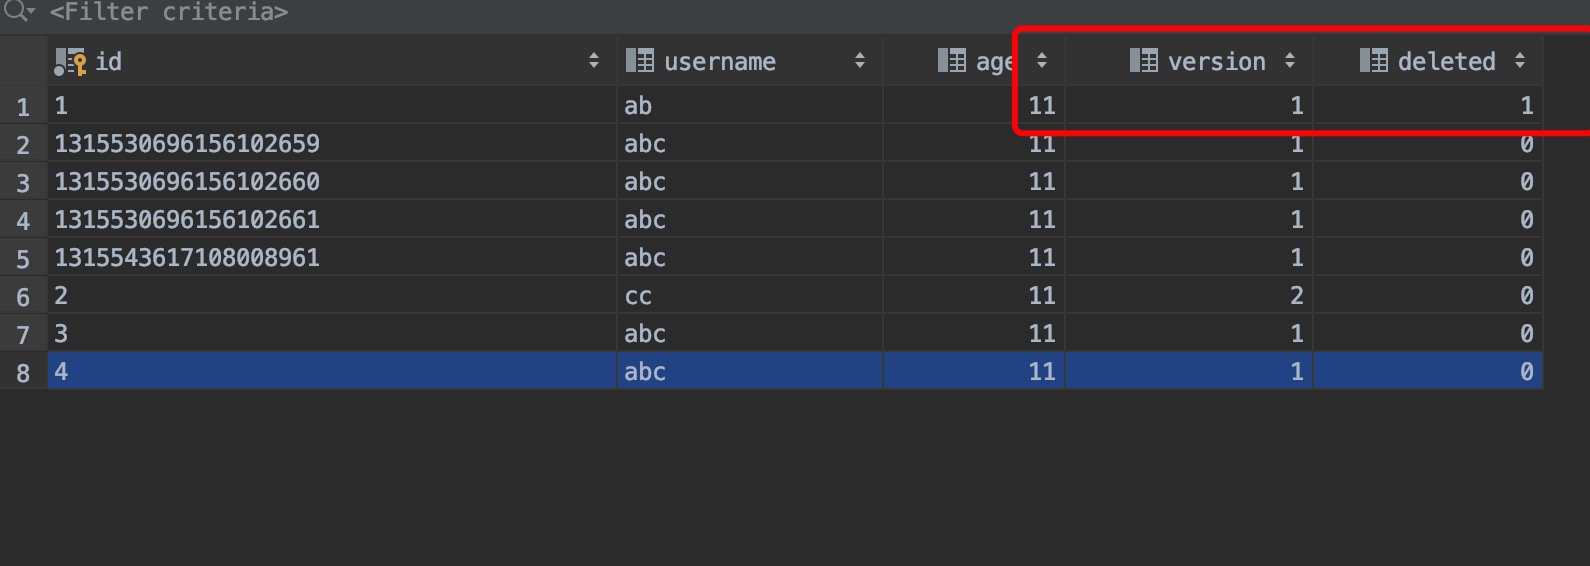 <Filter criteria>
id username age version deleted
1 1 ab 11 1 1
2 1315530696156102659 abc 11 1 0
3 1315530696156102660 abc 11 1 0
4 1315530696156102661 abc 11 1 0
5 1315543617108008961 abc 11 1 0
6 2 cc 11 2 0
7 3 abc 11 1 0
8 4 abc 11 1 0